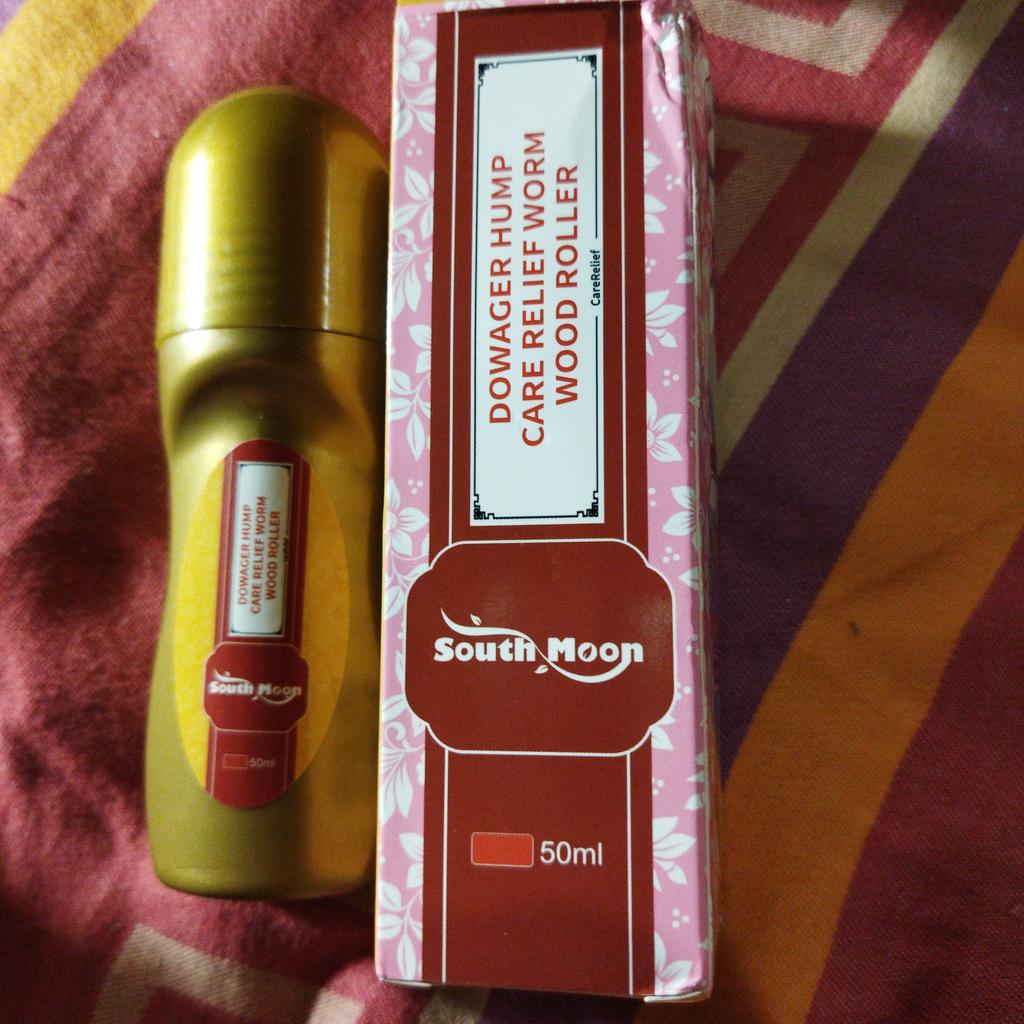 DOWAGER HUMP
CARE RELIEF WORM
WOOD ROLLER
CareRelief
South Moon
50ml
DOWAGER HUMP
CARE RELIEF WORM
WOOD ROLLER
South Moon
50ml